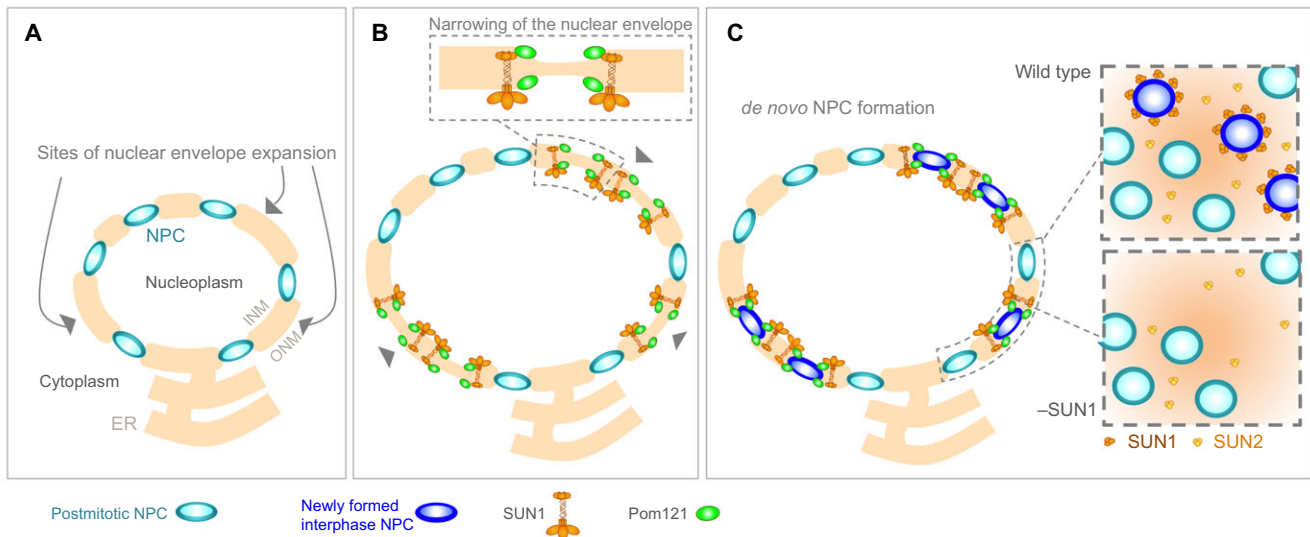 A
Sites of nuclear envelope expansion
NPC
Nucleoplasm
INM
ONM
Cytoplasm
ER
B
Narrowing of the nuclear envelope
C
de novo NPC formation
Wild type
–SUN1
SUN1
SUN2
Postmitotic NPC
Newly formed
interphase NPC
SUN1
Pom121